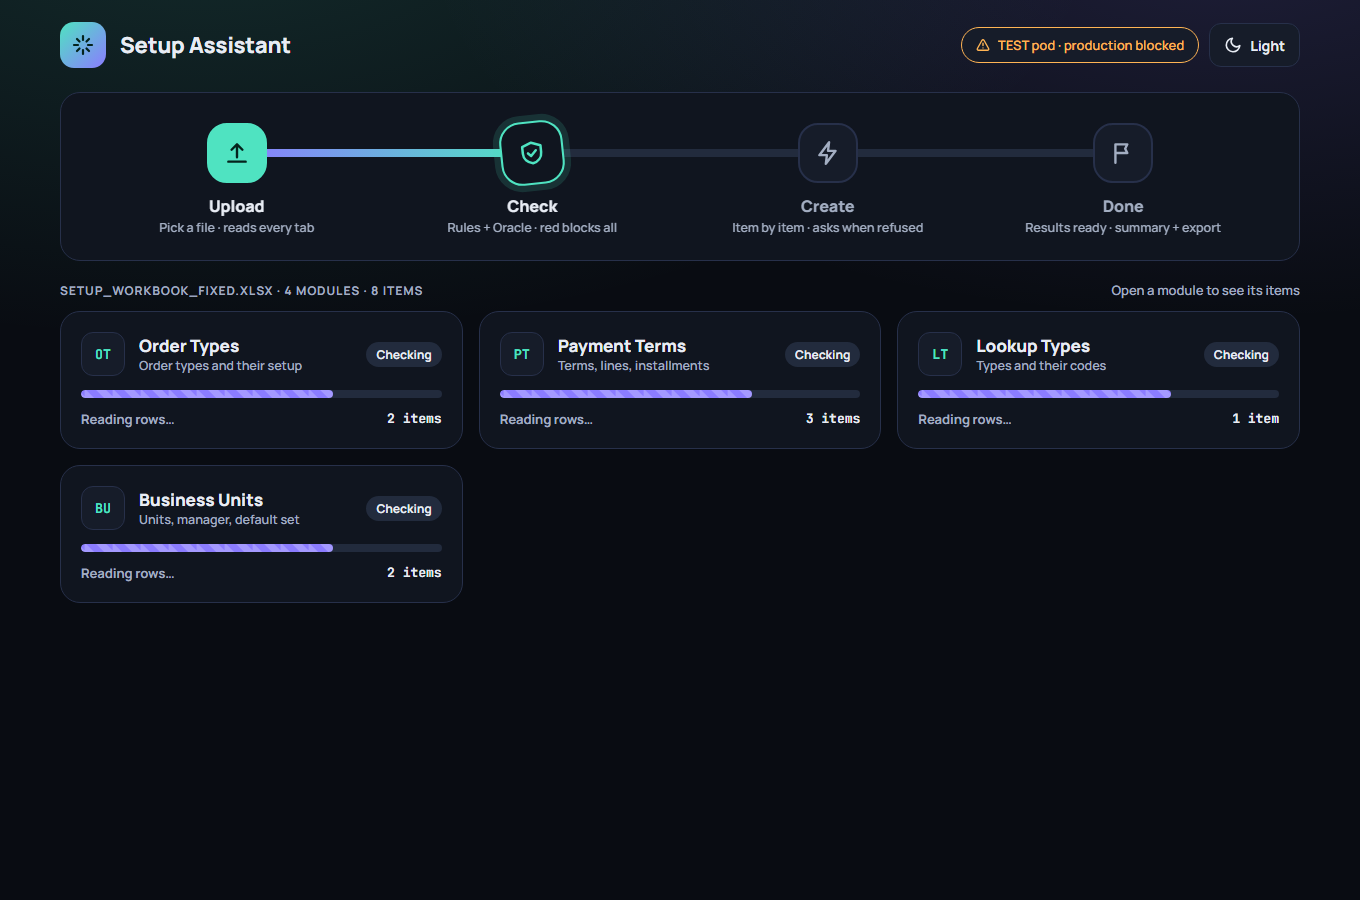 Setup Assistant
TEST pod · production blocked
Light
Upload
Pick a file · reads every tab
Check
Rules + Oracle · red blocks all
Create
Item by item · asks when refused
Done
Results ready · summary + export
SETUP_WORKBOOK_FIXED.XLSX · 4 MODULES · 8 ITEMS
Open a module to see its items
OT
Order Types
Order types and their setup
Checking
Reading rows…
2 items
PT
Payment Terms
Terms, lines, installments
Checking
Reading rows…
3 items
LT
Lookup Types
Types and their codes
Checking
Reading rows…
1 item
BU
Business Units
Units, manager, default set
Checking
Reading rows…
2 items